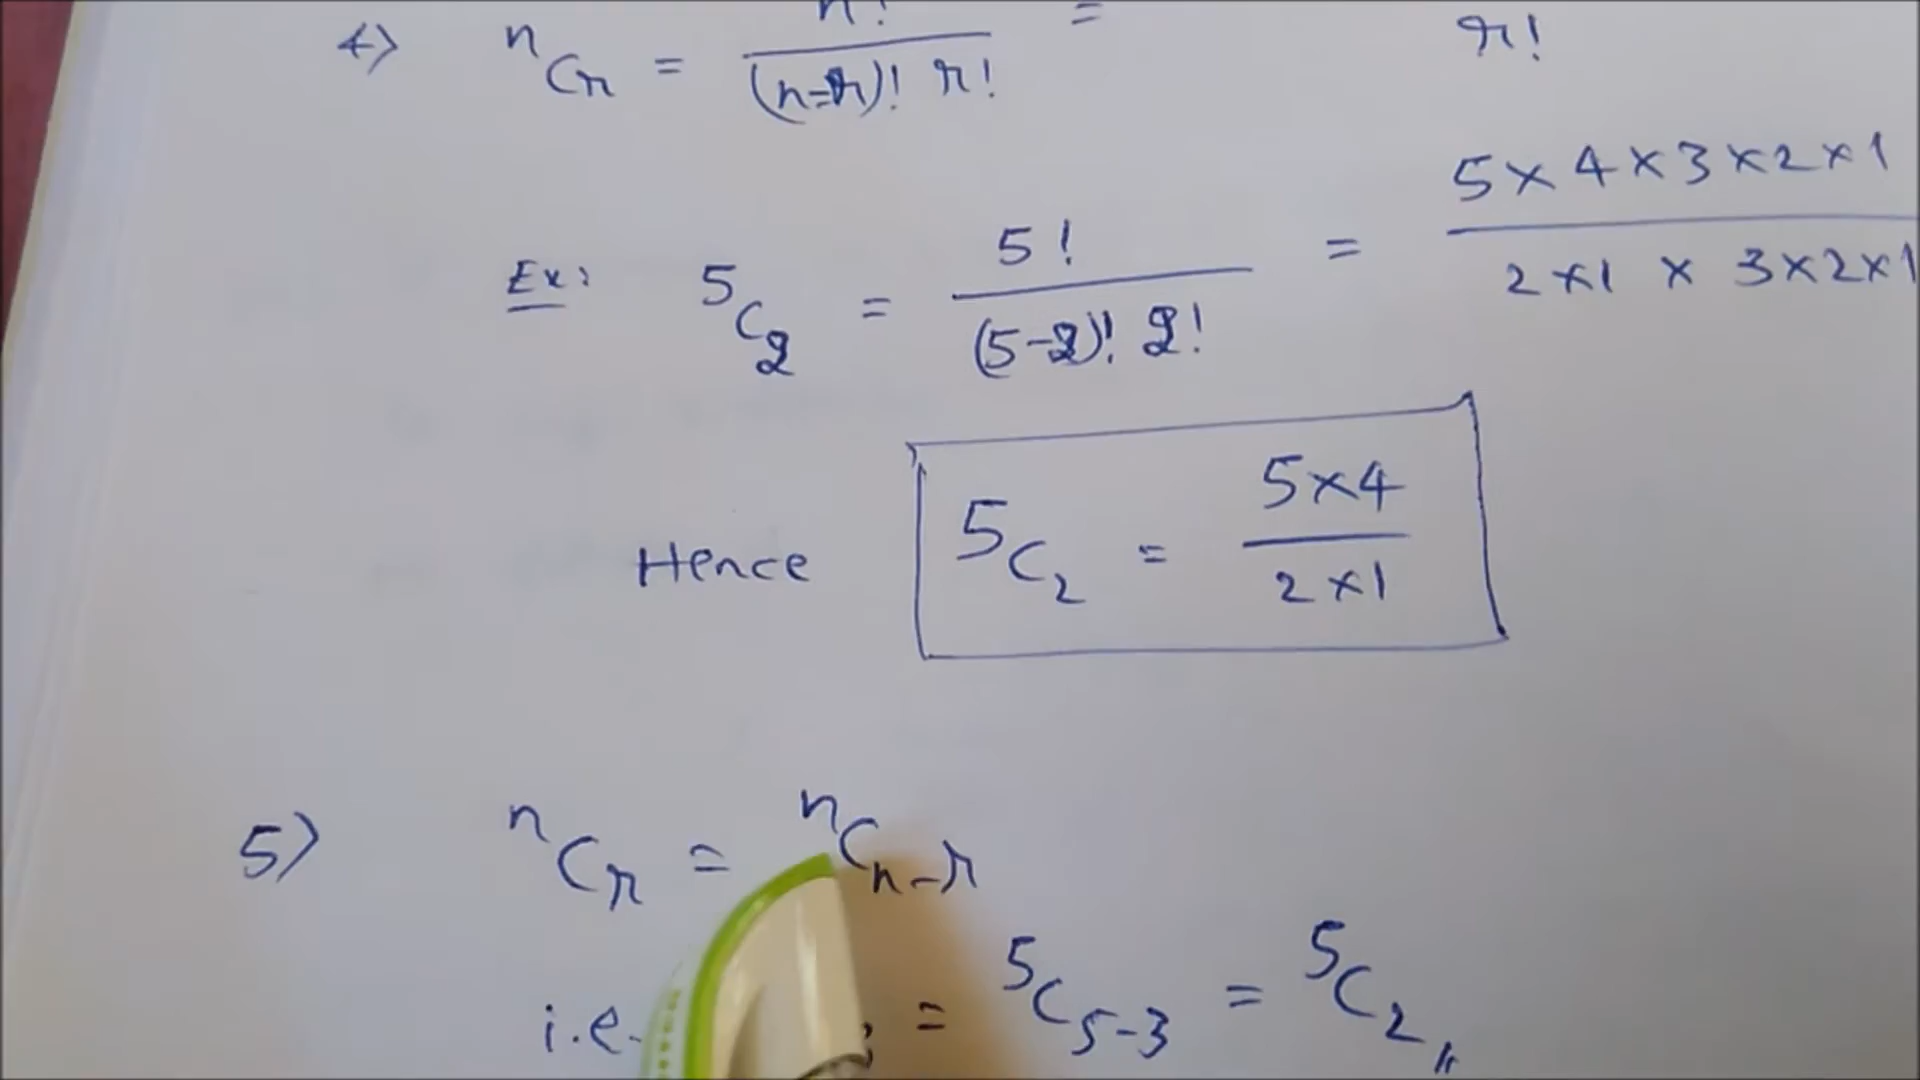 4) nCr = n! / (n-r)! r! = r!
Ex: 5C2 = 5! / (5-2)! 2! = 5×4×3×2×1 / 2×1 × 3×2×1
Hence 5C2 = 5×4 / 2×1
5) nCr = nCn-r
i.e. = 5C5-3 = 5C2